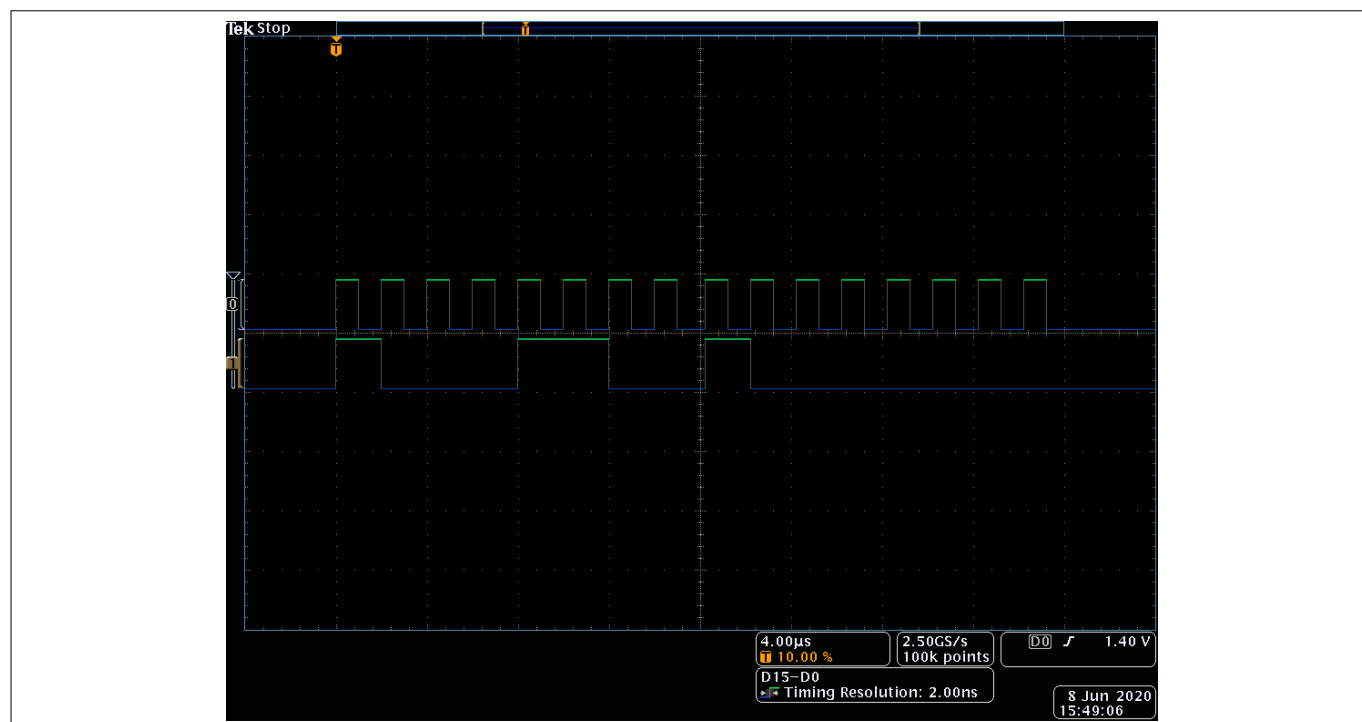 Tek Stop
T
T
0
1
4.00µs
T 10.00 %
2.50GS/s
100k points
D0 1.40 V
D15-D0
Timing Resolution: 2.00ns
8 Jun 2020
15:49:06